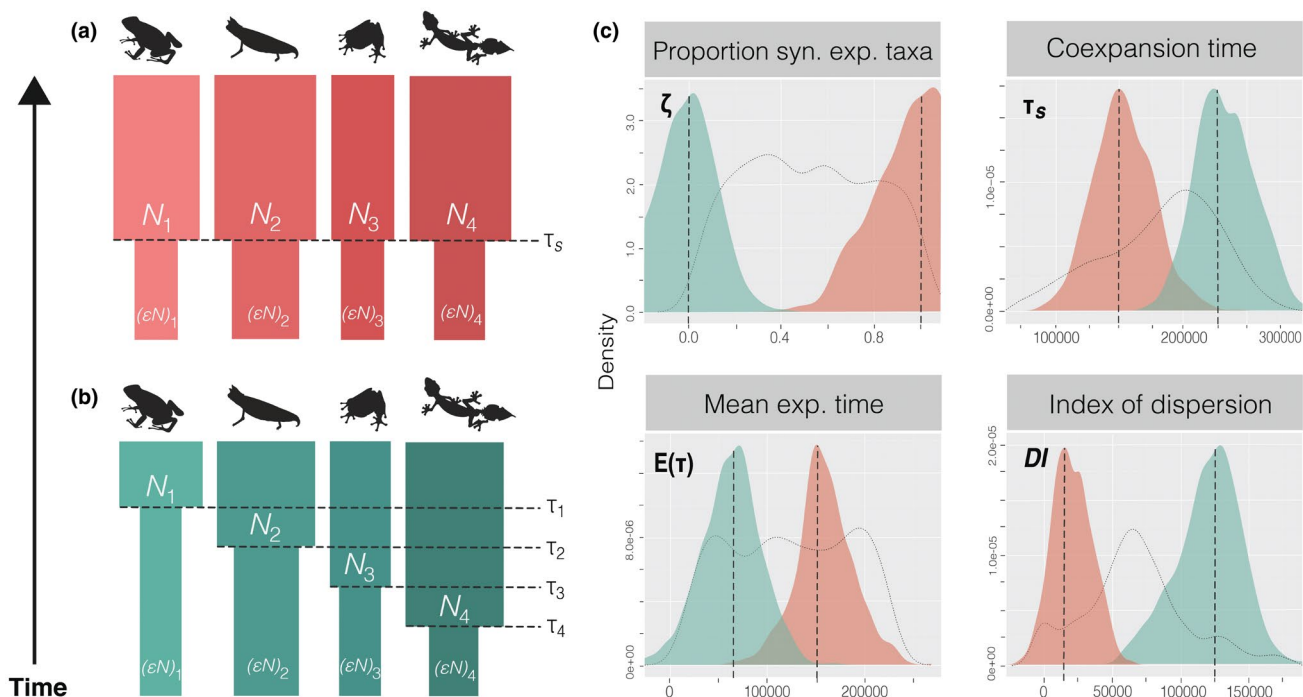 (a)
N1
N2
N3
N4
τs
(εN)1
(εN)2
(εN)3
(εN)4
(b)
N1
τ1
N2
τ2
N3
τ3
N4
τ4
(εN)1
(εN)2
(εN)3
(εN)4
Time
(c)
Proportion syn. exp. taxa
ζ
3.0
2.0
1.0
0.0
0.0 0.4 0.8
Coexpansion time
τs
1.0e-05
0.0e+00
100000 200000 300000
Density
Mean exp. time
E(τ)
8.0e-06
0e+00
0 100000 200000
Index of dispersion
DI
2.0e-05
1.0e-05
0e+00
0 500000 1500000